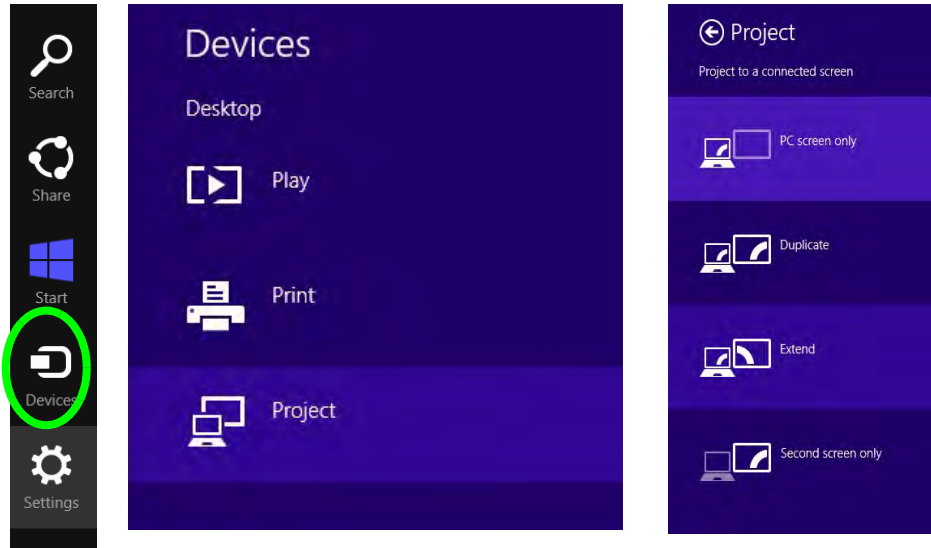 Search
Share
Start
Devices
Settings
Devices
Desktop
Play
Print
Project
Project
Project to a connected screen
PC screen only
Duplicate
Extend
Second screen only